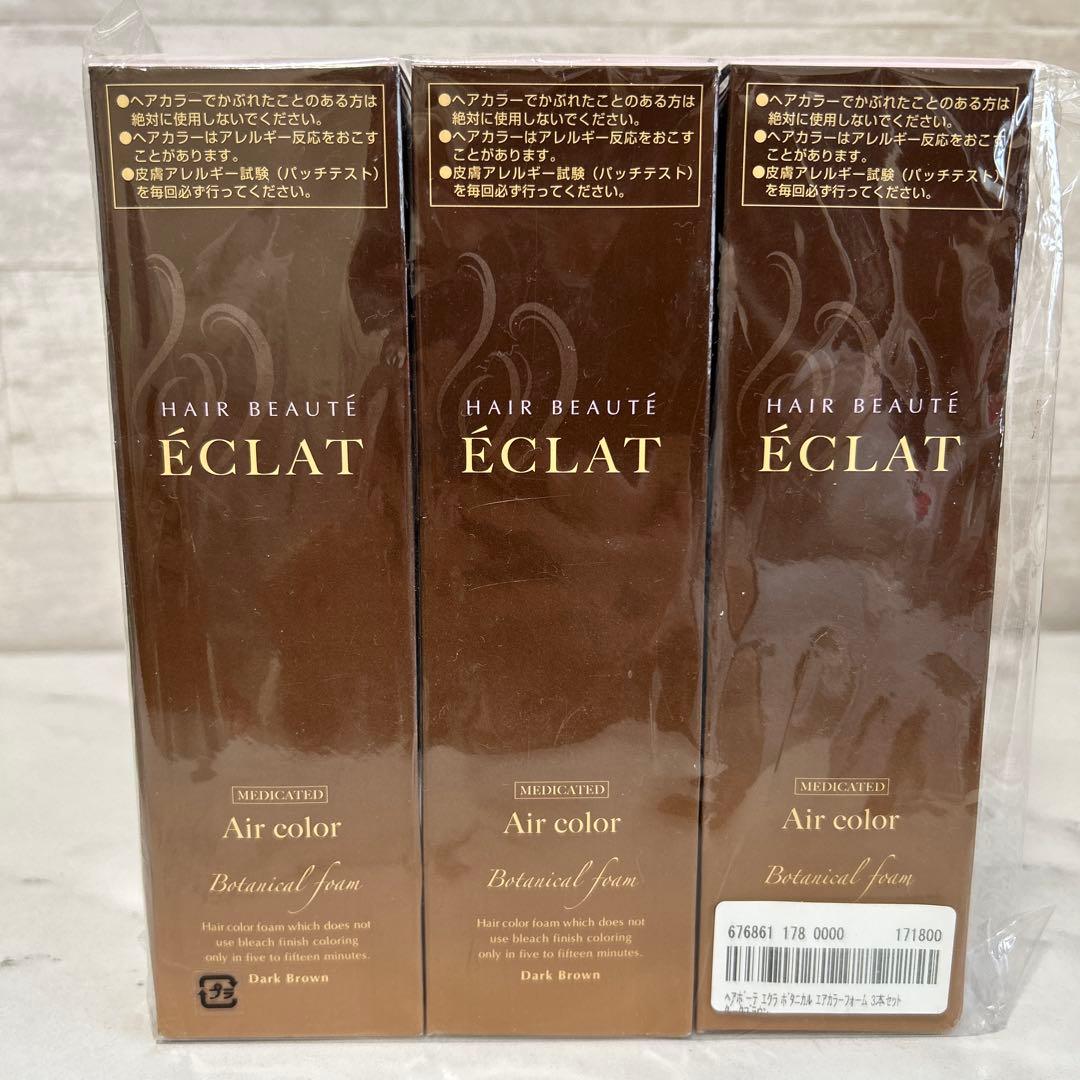 ●ヘアカラーでかぶれたことのある方は
絶対に使用しないでください。
●ヘアカラーはアレルギー反応をおこす
ことがあります。
●皮膚アレルギー試験（パッチテスト）
を毎回必ず行ってください。
HAIR BEAUTÉ
ÉCLAT
MEDICATED
Air color
Botanical foam
Hair color foam which does not
use bleach finish coloring
only in five to fifteen minutes.
Dark Brown
プラ
●ヘアカラーでかぶれたことのある方は
絶対に使用しないでください。
●ヘアカラーはアレルギー反応をおこす
ことがあります。
●皮膚アレルギー試験（パッチテスト）
を毎回必ず行ってください。
HAIR BEAUTÉ
ÉCLAT
MEDICATED
Air color
Botanical foam
Hair color foam which does not
use bleach finish coloring
only in five to fifteen minutes.
Dark Brown
●ヘアカラーでかぶれたことのある方は
絶対に使用しないでください。
●ヘアカラーはアレルギー反応をおこす
ことがあります。
●皮膚アレルギー試験（パッチテスト）
を毎回必ず行ってください。
HAIR BEAUTÉ
ÉCLAT
MEDICATED
Air color
Botanical foam
676861 178 0000 171800
ヘアボーテ エクラ ボタニカル エアカラーフォーム 3本セット